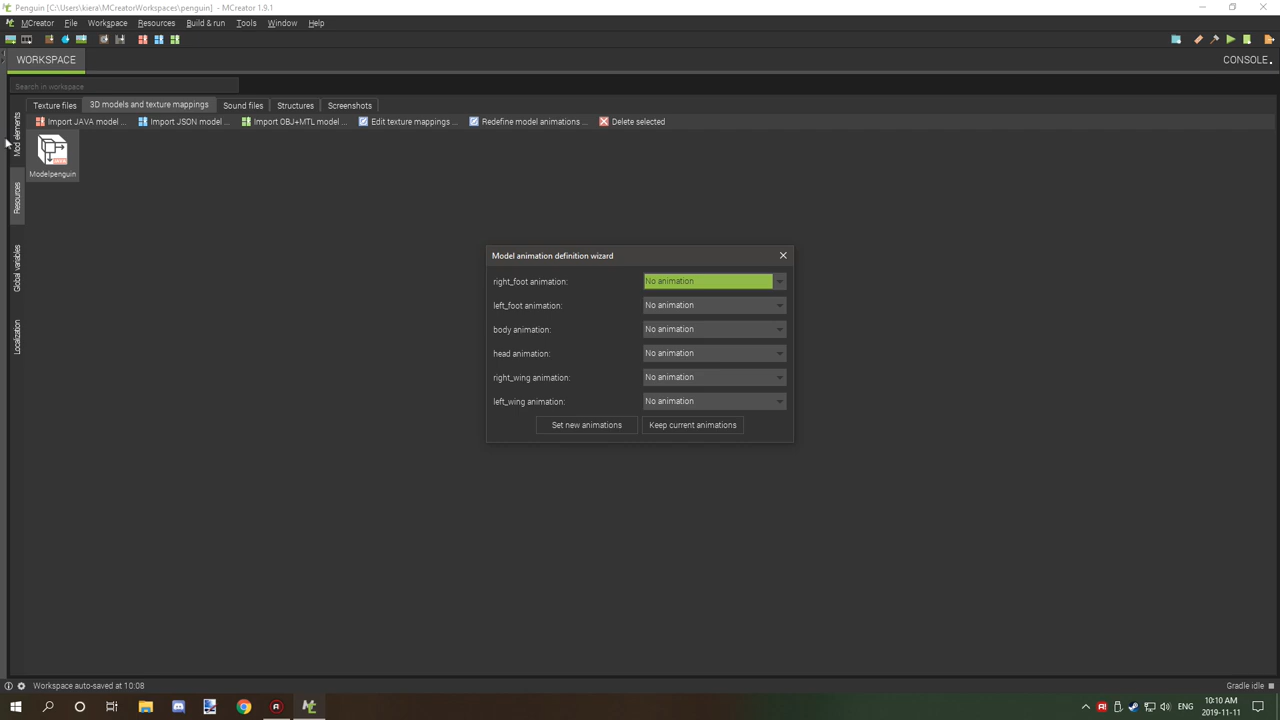 Penguin [C:\Users\kiera\MCreatorWorkspaces\penguin] - MCreator 1.9.1
MCreator File Workspace Resources Build & run Tools Window Help
WORKSPACE
CONSOLE
Search in workspace
Texture files 3D models and texture mappings Sound files Structures Screenshots
Import JAVA model ... Import JSON model ... Import OBJ+MTL model ... Edit texture mappings ... Redefine model animations ... Delete selected
Mod elements
Resources
Global variables
Localization
Modelpenguin
Model animation definition wizard
right_foot animation: No animation
left_foot animation: No animation
body animation: No animation
head animation: No animation
right_wing animation: No animation
left_wing animation: No animation
Set new animations Keep current animations
Workspace auto-saved at 10:08
Gradle idle
ENG
10:10 AM
2019-11-11